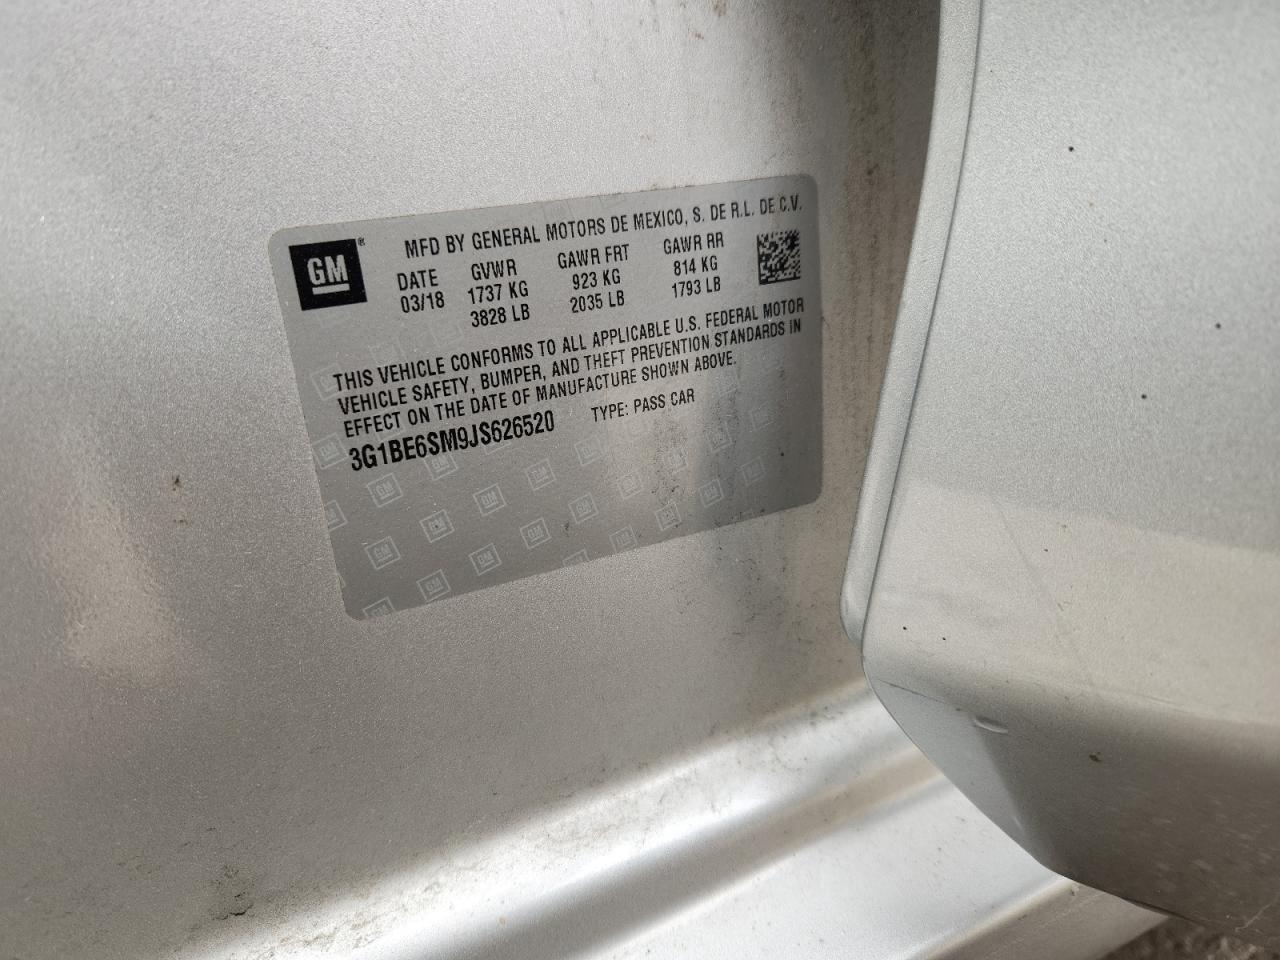 GM
MFD BY GENERAL MOTORS DE MEXICO, S. DE R.L. DE C.V.
DATE GVWR GAWR FRT GAWR RR
03/18 1737 KG 923 KG 814 KG
3828 LB 2035 LB 1793 LB
THIS VEHICLE CONFORMS TO ALL APPLICABLE U.S. FEDERAL MOTOR
VEHICLE SAFETY, BUMPER, AND THEFT PREVENTION STANDARDS IN
EFFECT ON THE DATE OF MANUFACTURE SHOWN ABOVE.
3G1BE6SM9JS626520 TYPE: PASS CAR